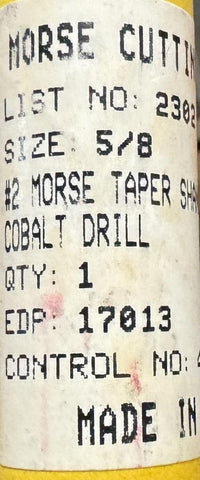 MORSE CUTTIN
LIST NO: 2302
SIZE: 5/8
#2 MORSE TAPER SHA
COBALT DRILL
QTY: 1
EDP: 17013
CONTROL NO: 4
MADE IN